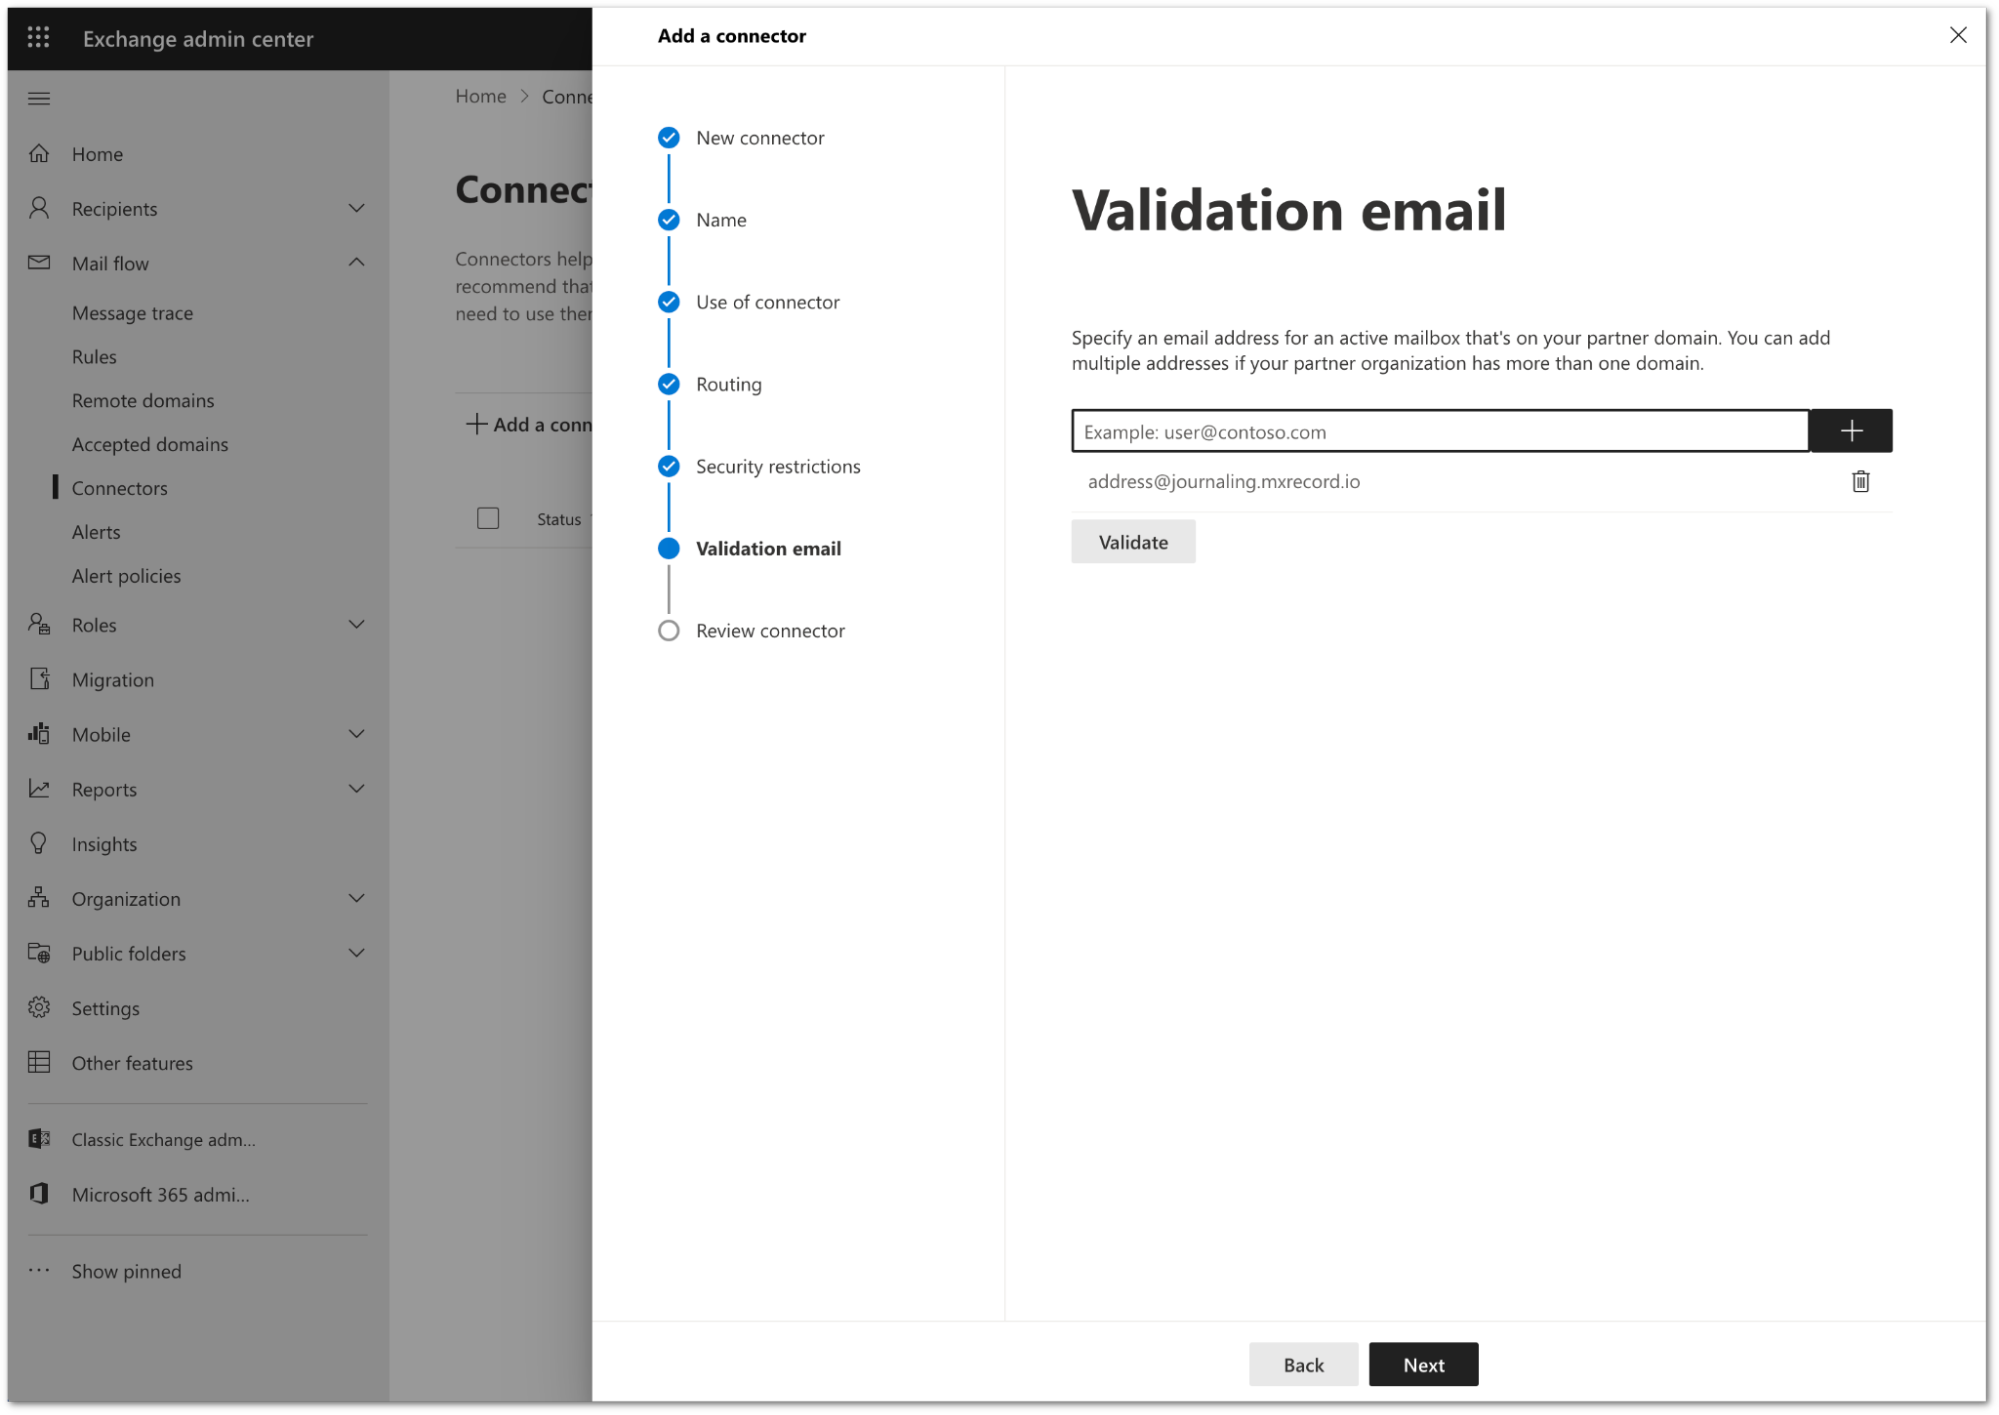 Exchange admin center
Home
Recipients
Mail flow
Message trace
Rules
Remote domains
Accepted domains
Connectors
Alerts
Alert policies
Roles
Migration
Mobile
Reports
Insights
Organization
Public folders
Settings
Other features
Classic Exchange adm...
Microsoft 365 admi...
Show pinned
Home > Conne
Connect
Connectors help
recommend that
need to use ther
Add a conn
Status
Add a connector
New connector
Name
Use of connector
Routing
Security restrictions
Validation email
Review connector
Validation email
Specify an email address for an active mailbox that's on your partner domain. You can add
multiple addresses if your partner organization has more than one domain.
Example: user@contoso.com
address@journaling.mxrecord.io
Validate
Back
Next